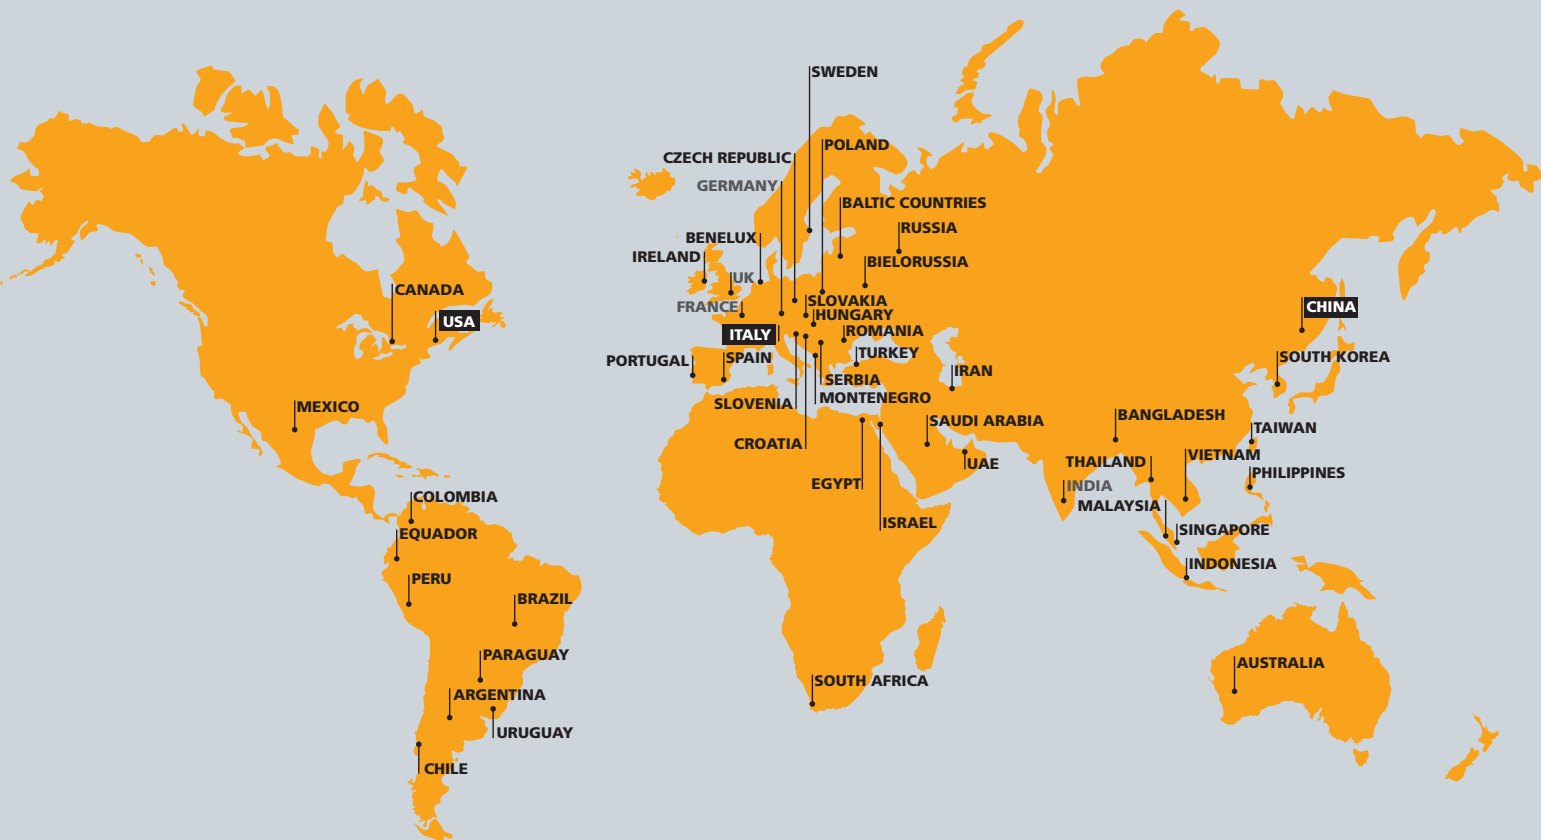 SWEDEN
POLAND
CZECH REPUBLIC
GERMANY
BALTIC COUNTRIES
RUSSIA
BENELUX
IRELAND
BIELORUSSIA
UK
CANADA
SLOVAKIA
FRANCE
CHINA
HUNGARY
USA
ROMANIA
ITALY
TURKEY
SOUTH KOREA
PORTUGAL
SPAIN
IRAN
SERBIA
MONTENEGRO
SLOVENIA
MEXICO
BANGLADESH
SAUDI ARABIA
TAIWAN
CROATIA
VIETNAM
THAILAND
UAE
PHILIPPINES
EGYPT
INDIA
COLOMBIA
MALAYSIA
ISRAEL
SINGAPORE
EQUADOR
INDONESIA
PERU
BRAZIL
PARAGUAY
AUSTRALIA
SOUTH AFRICA
ARGENTINA
URUGUAY
CHILE